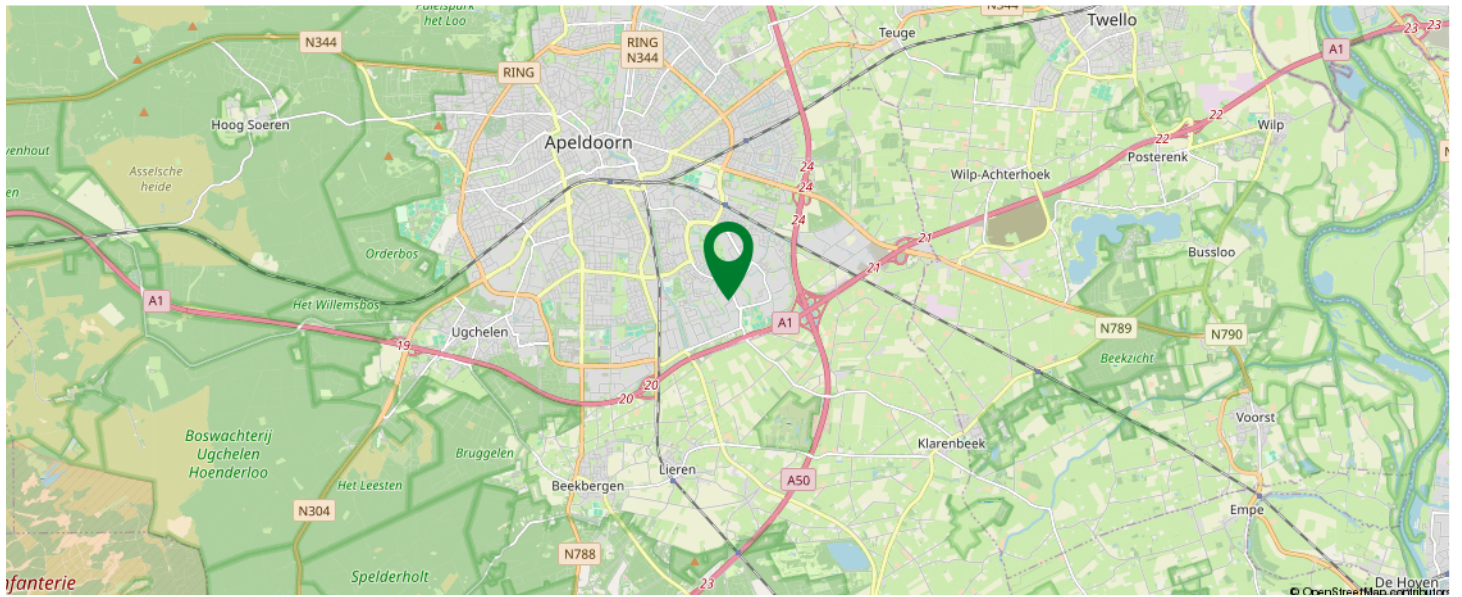 Paleispark
het Loo
N344
Twello
23
23
N344
RING
N344
Teuge
A1
RING
Hoog Soeren
22
22
Wilp
Apeldoorn
Posterenk
Asselsche
heide
24
24
24
Wilp-Achterhoek
21
21
Orderbos
Bussloo
A1
Het Willemsbos
Ugchelen
A1
N789
N790
19
Beekzicht
20
20
Boswachterij
Ugchelen
Hoenderloo
Voorst
Klarenbeek
Bruggelen
Lieren
A50
Het Leesten
Beekbergen
N304
Empe
N788
Spelderholt
23
nfanterie
De Hoven
© OpenStreetMap contributors